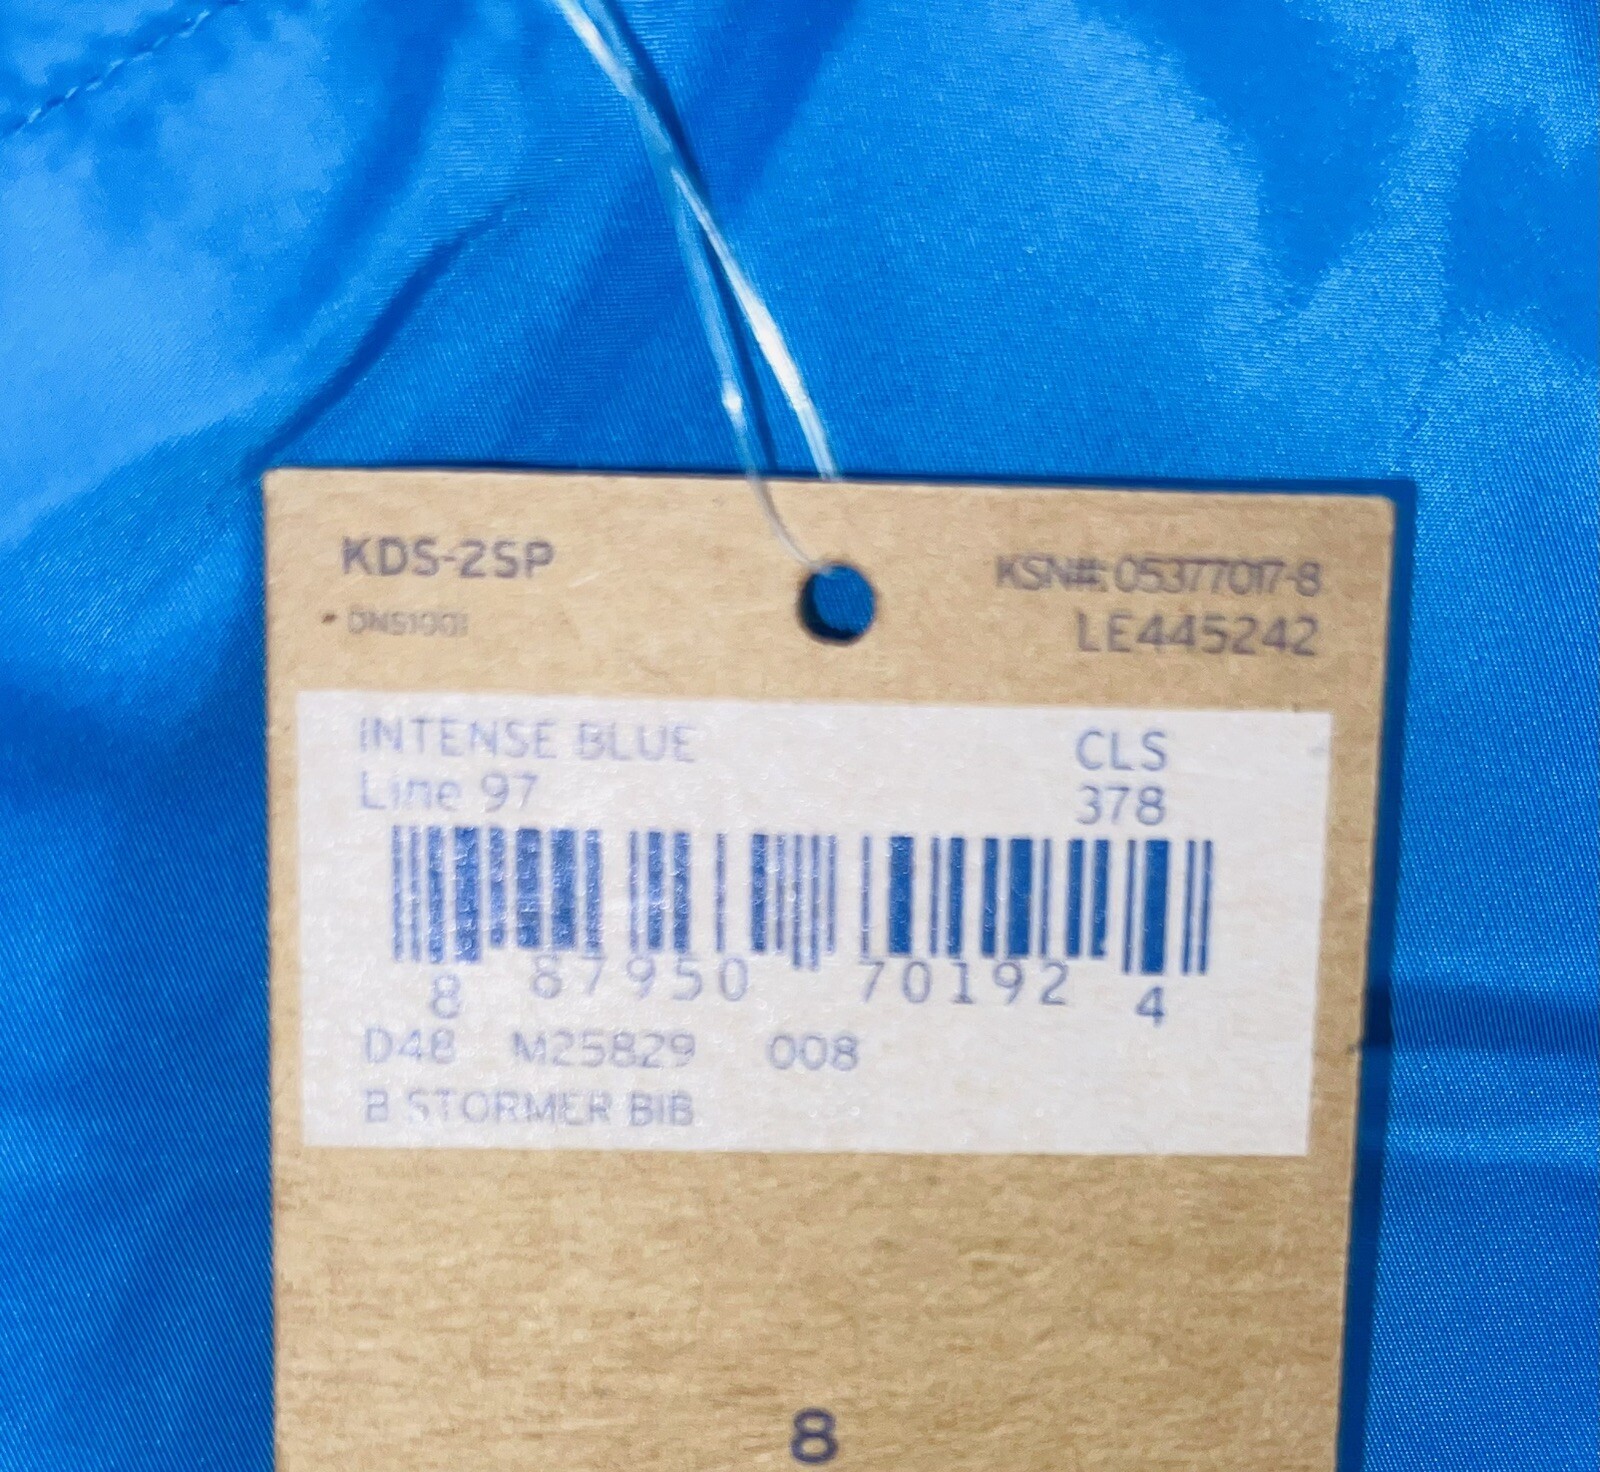 KDS-2SP
KSN#: 05377017-8
DNS1001
LE445242
INTENSE BLUE
CLS
Line 97
378
8 87950 70192 4
D48 M25829 008
B STORMER BIB
8